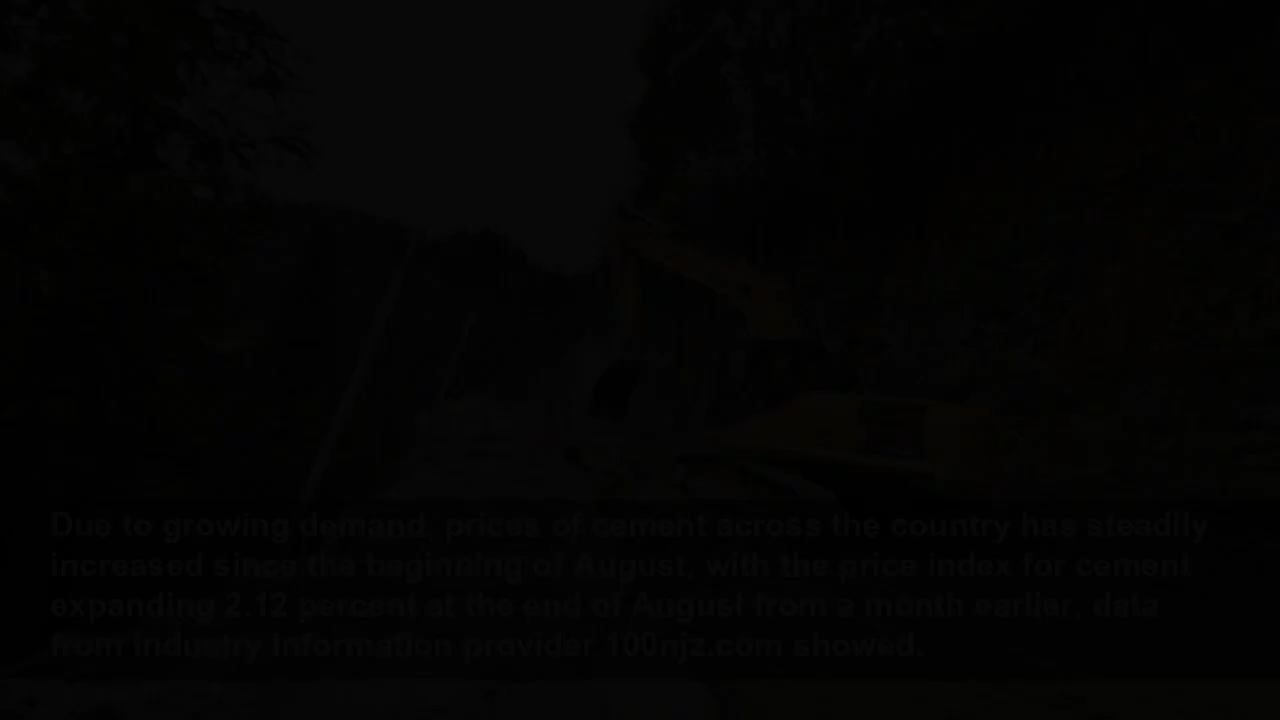 Due to growing demand, prices of cement across the country has steadily
increased since the beginning of August, with the price index for cement
expanding 2.12 percent at the end of August from a month earlier, data
from industry information provider 100njz.com showed.